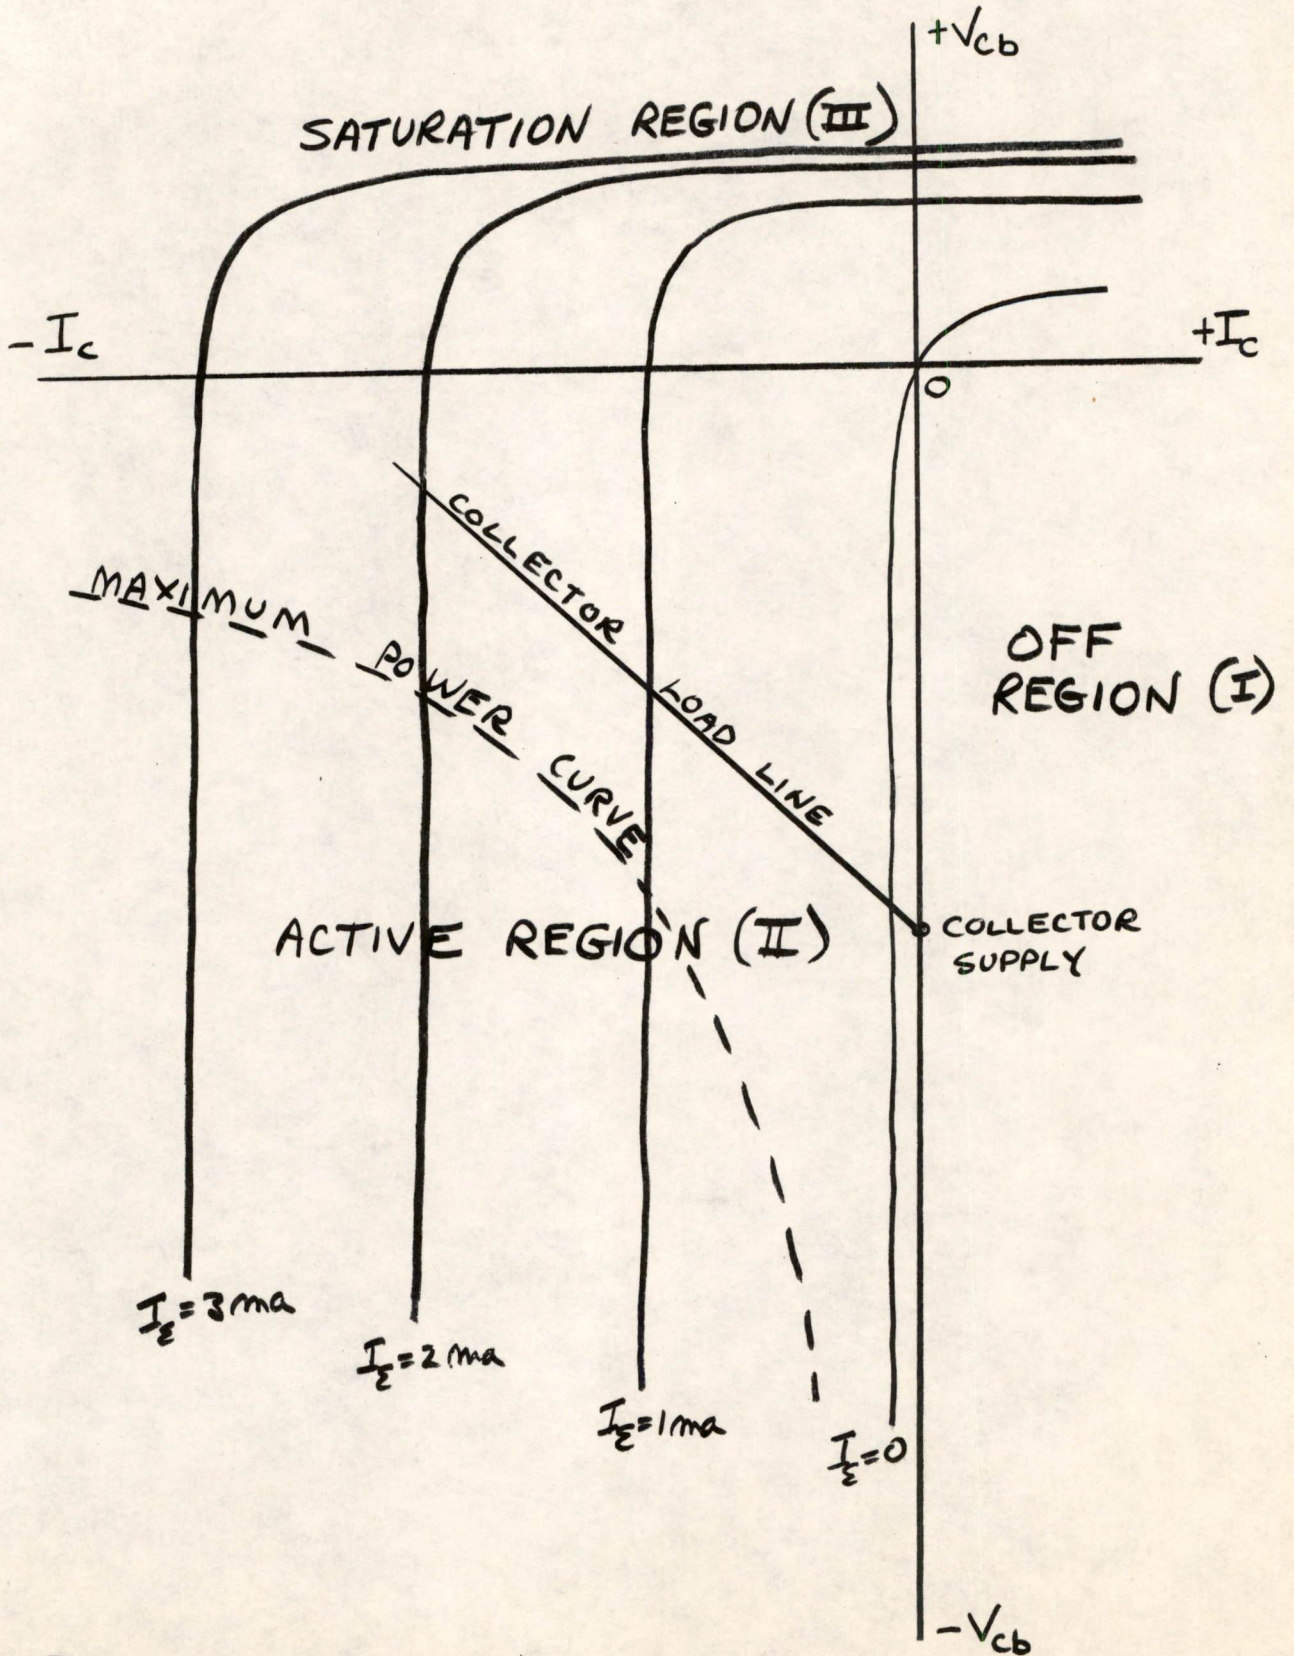 +Vcb
SATURATION REGION (III)
-Ic
+Ic
0
COLLECTOR LOAD LINE
MAXIMUM POWER CURVE
OFF
REGION (I)
ACTIVE REGION (II)
COLLECTOR
SUPPLY
IE=3ma
IE=2ma
IE=1ma
IE=0
-Vcb